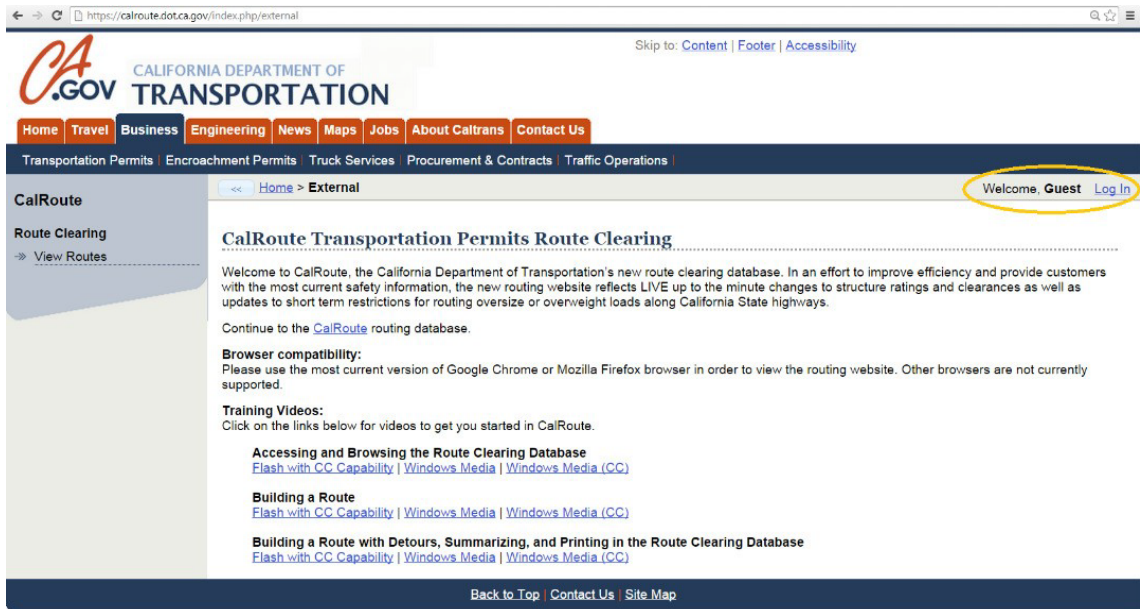 https://calroute.dot.ca.gov/index.php/external
Skip to: Content | Footer | Accessibility
CA.GOV
CALIFORNIA DEPARTMENT OF
TRANSPORTATION
Home Travel Business Engineering News Maps Jobs About Caltrans Contact Us
Transportation Permits | Encroachment Permits | Truck Services | Procurement & Contracts | Traffic Operations |
CalRoute
Route Clearing
View Routes
<< Home > External
Welcome, Guest Log In
CalRoute Transportation Permits Route Clearing
Welcome to CalRoute, the California Department of Transportation's new route clearing database. In an effort to improve efficiency and provide customers
with the most current safety information, the new routing website reflects LIVE up to the minute changes to structure ratings and clearances as well as
updates to short term restrictions for routing oversize or overweight loads along California State highways.
Continue to the CalRoute routing database.
Browser compatibility:
Please use the most current version of Google Chrome or Mozilla Firefox browser in order to view the routing website. Other browsers are not currently
supported.
Training Videos:
Click on the links below for videos to get you started in CalRoute.
Accessing and Browsing the Route Clearing Database
Flash with CC Capability | Windows Media | Windows Media (CC)
Building a Route
Flash with CC Capability | Windows Media | Windows Media (CC)
Building a Route with Detours, Summarizing, and Printing in the Route Clearing Database
Flash with CC Capability | Windows Media | Windows Media (CC)
Back to Top | Contact Us | Site Map